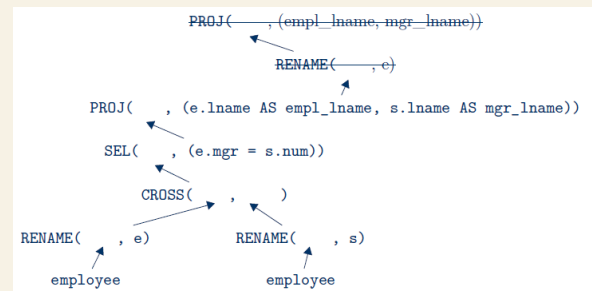 PROJ( , (empl_lname, mgr_lname))
RENAME( , e)
PROJ( , (e.lname AS empl_lname, s.lname AS mgr_lname))
SEL( , (e.mgr = s.num))
CROSS( , )
RENAME( , e) RENAME( , s)
employee employee